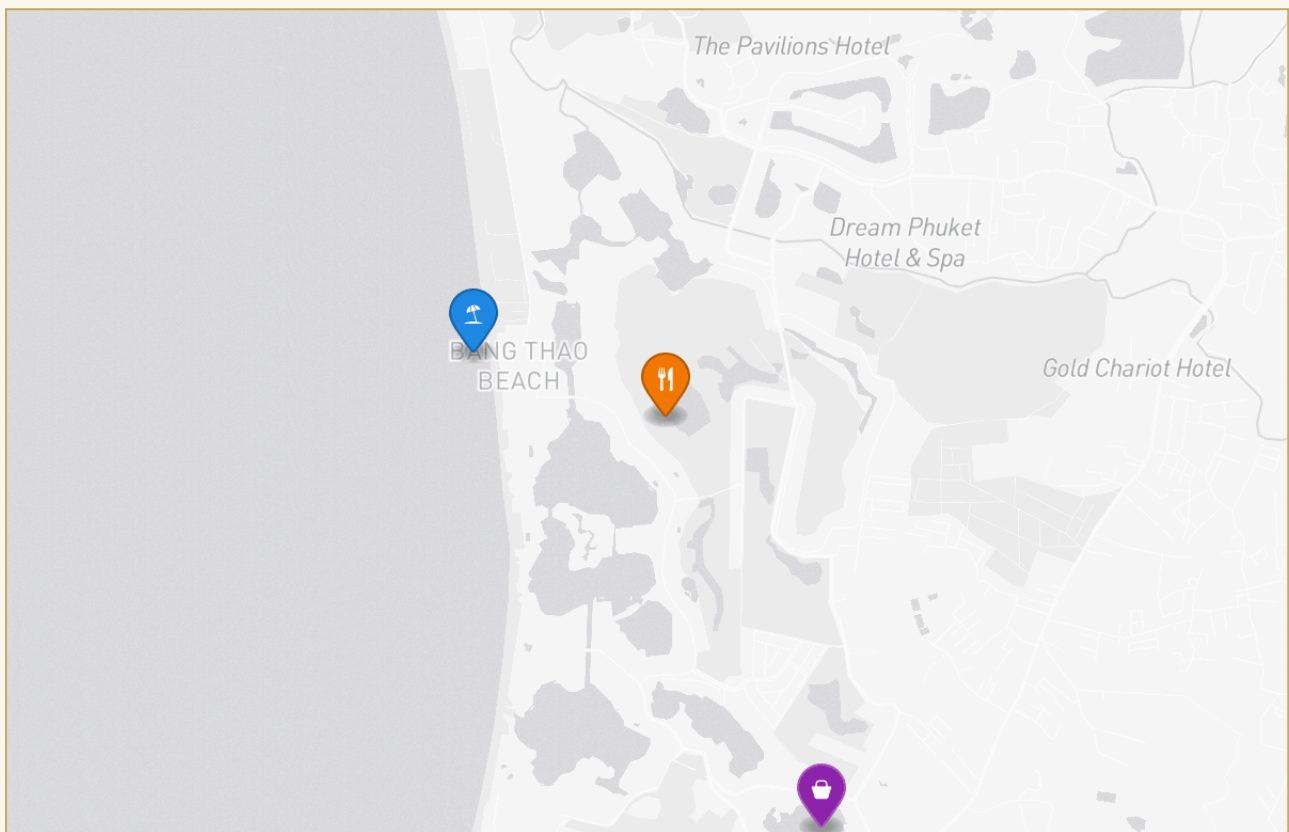 The Pavilions Hotel
Dream Phuket
Hotel & Spa
BANG THAO
BEACH
Gold Chariot Hotel